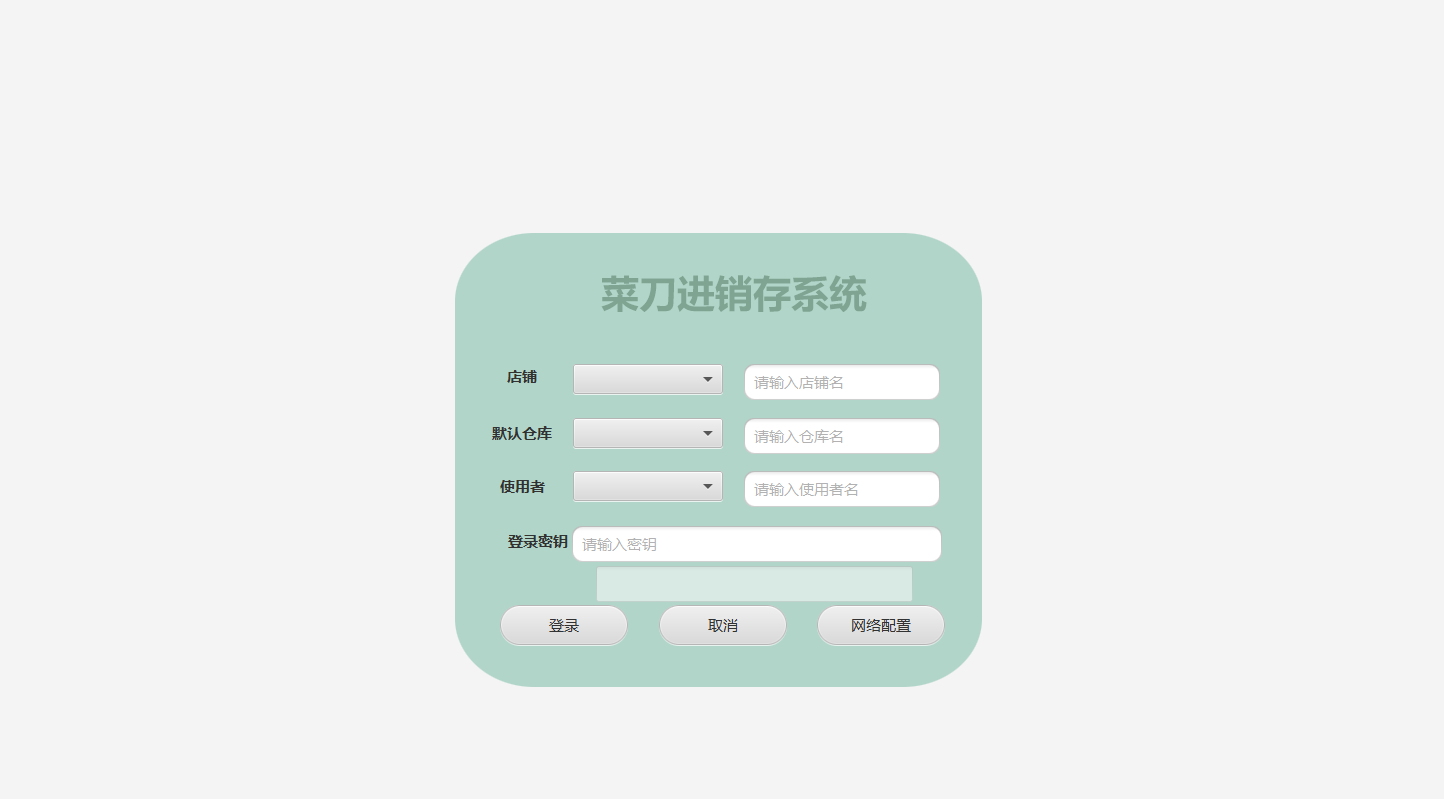 菜刀进销存系统
店铺 请输入店铺名
默认仓库 请输入仓库名
使用者 请输入使用者名
登录密钥 请输入密钥
登录 取消 网络配置